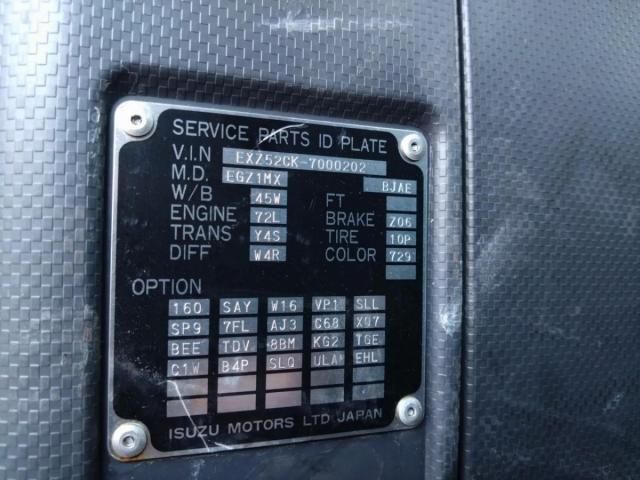 SERVICE PARTS ID PLATE
V.I.N EXZ52CK-7000202
M.D. EGZ1MX BJAE
W/B 45W FT
ENGINE 72L BRAKE Z06
TRANS Y4S TIRE 10P
DIFF W4R COLOR 729
OPTION
160 SAY W16 VP1 SLL
SP9 7FL AJ3 C68 XQ7
BEE TDV 8BM KG2 TGE
C1W B4P SLQ ULAN EHL
ISUZU MOTORS LTD JAPAN